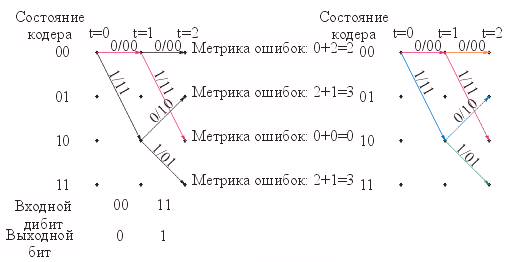 Состояние кодера
t=0 t=1 t=2
00 0/00 0/00 Метрика ошибок: 0+2=2
1/11 1/11
01 Метрика ошибок: 2+1=3
0/10
10 Метрика ошибок: 0+0=0
1/01
11 Метрика ошибок: 2+1=3
Входной дибит 00 11
Выходной бит 0 1
Состояние кодера
t=0 t=1 t=2
00 0/00 0/00
1/11 1/11
01
0/10
10
1/01
11